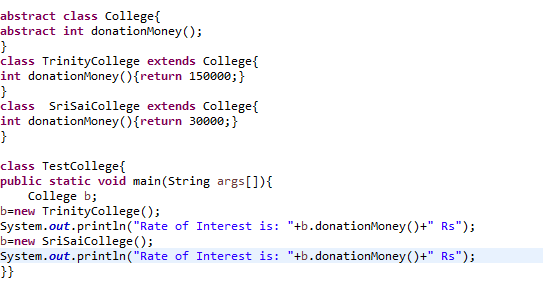 abstract class College{
abstract int donationMoney();
}
class TrinityCollege extends College{
int donationMoney(){return 150000;}
}
class  SriSaiCollege extends College{
int donationMoney(){return 30000;}
}

class TestCollege{
public static void main(String args[]){
    College b;
b=new TrinityCollege();
System.out.println("Rate of Interest is: "+b.donationMoney()+" Rs");
b=new SriSaiCollege();
System.out.println("Rate of Interest is: "+b.donationMoney()+" Rs");
}}